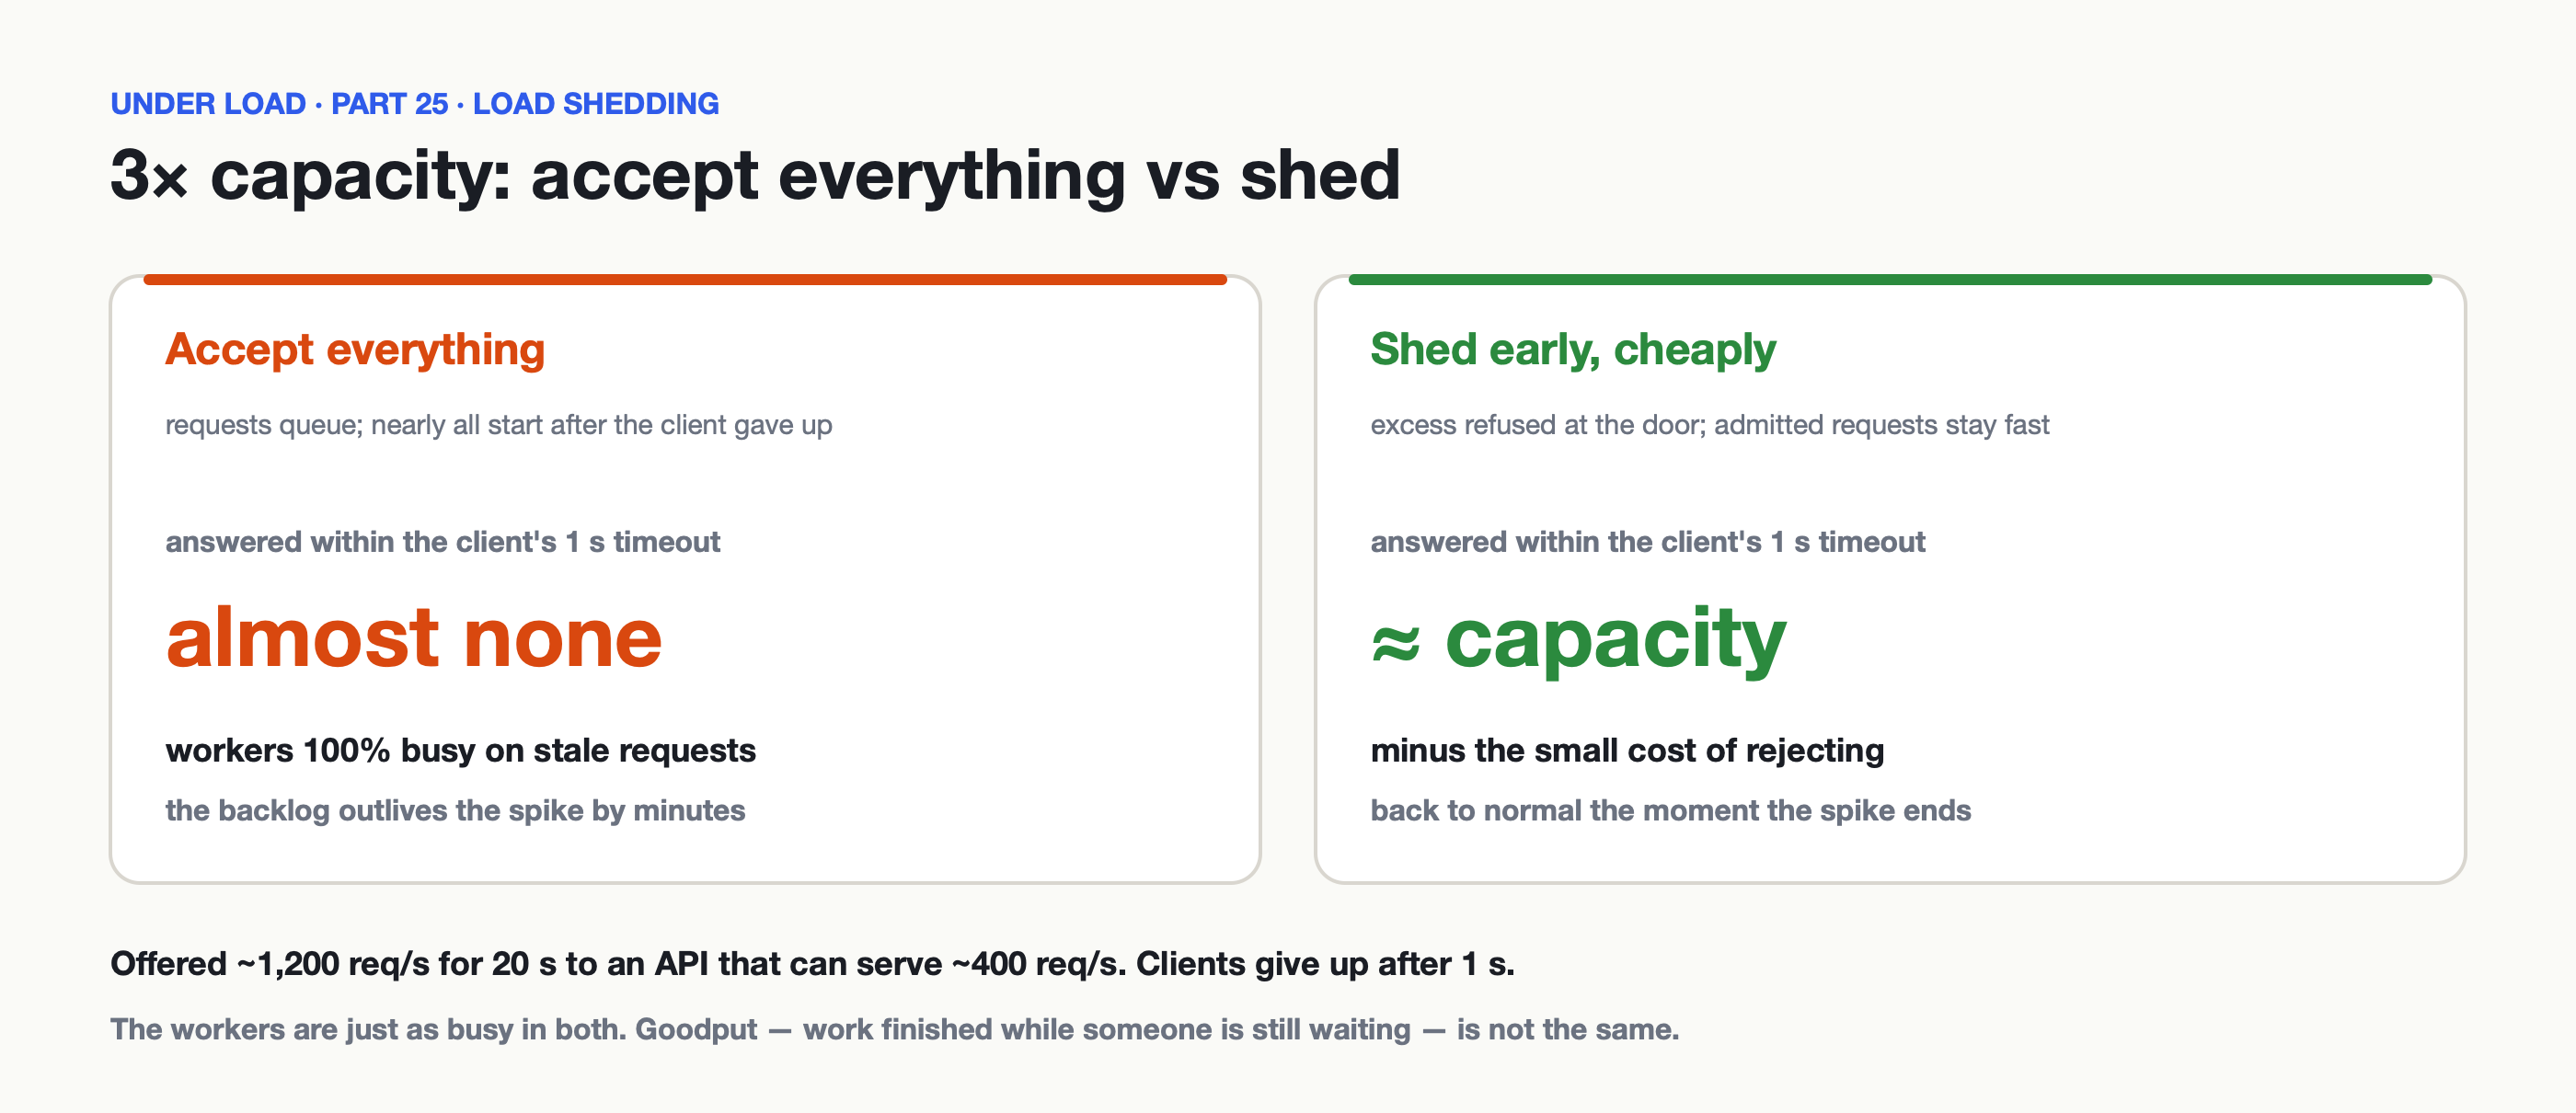 UNDER LOAD · PART 25 · LOAD SHEDDING
3× capacity: accept everything vs shed
Accept everything
requests queue; nearly all start after the client gave up
answered within the client's 1 s timeout
almost none
workers 100% busy on stale requests
the backlog outlives the spike by minutes
Shed early, cheaply
excess refused at the door; admitted requests stay fast
answered within the client's 1 s timeout
≈ capacity
minus the small cost of rejecting
back to normal the moment the spike ends
Offered ~1,200 req/s for 20 s to an API that can serve ~400 req/s. Clients give up after 1 s.
The workers are just as busy in both. Goodput — work finished while someone is still waiting — is not the same.